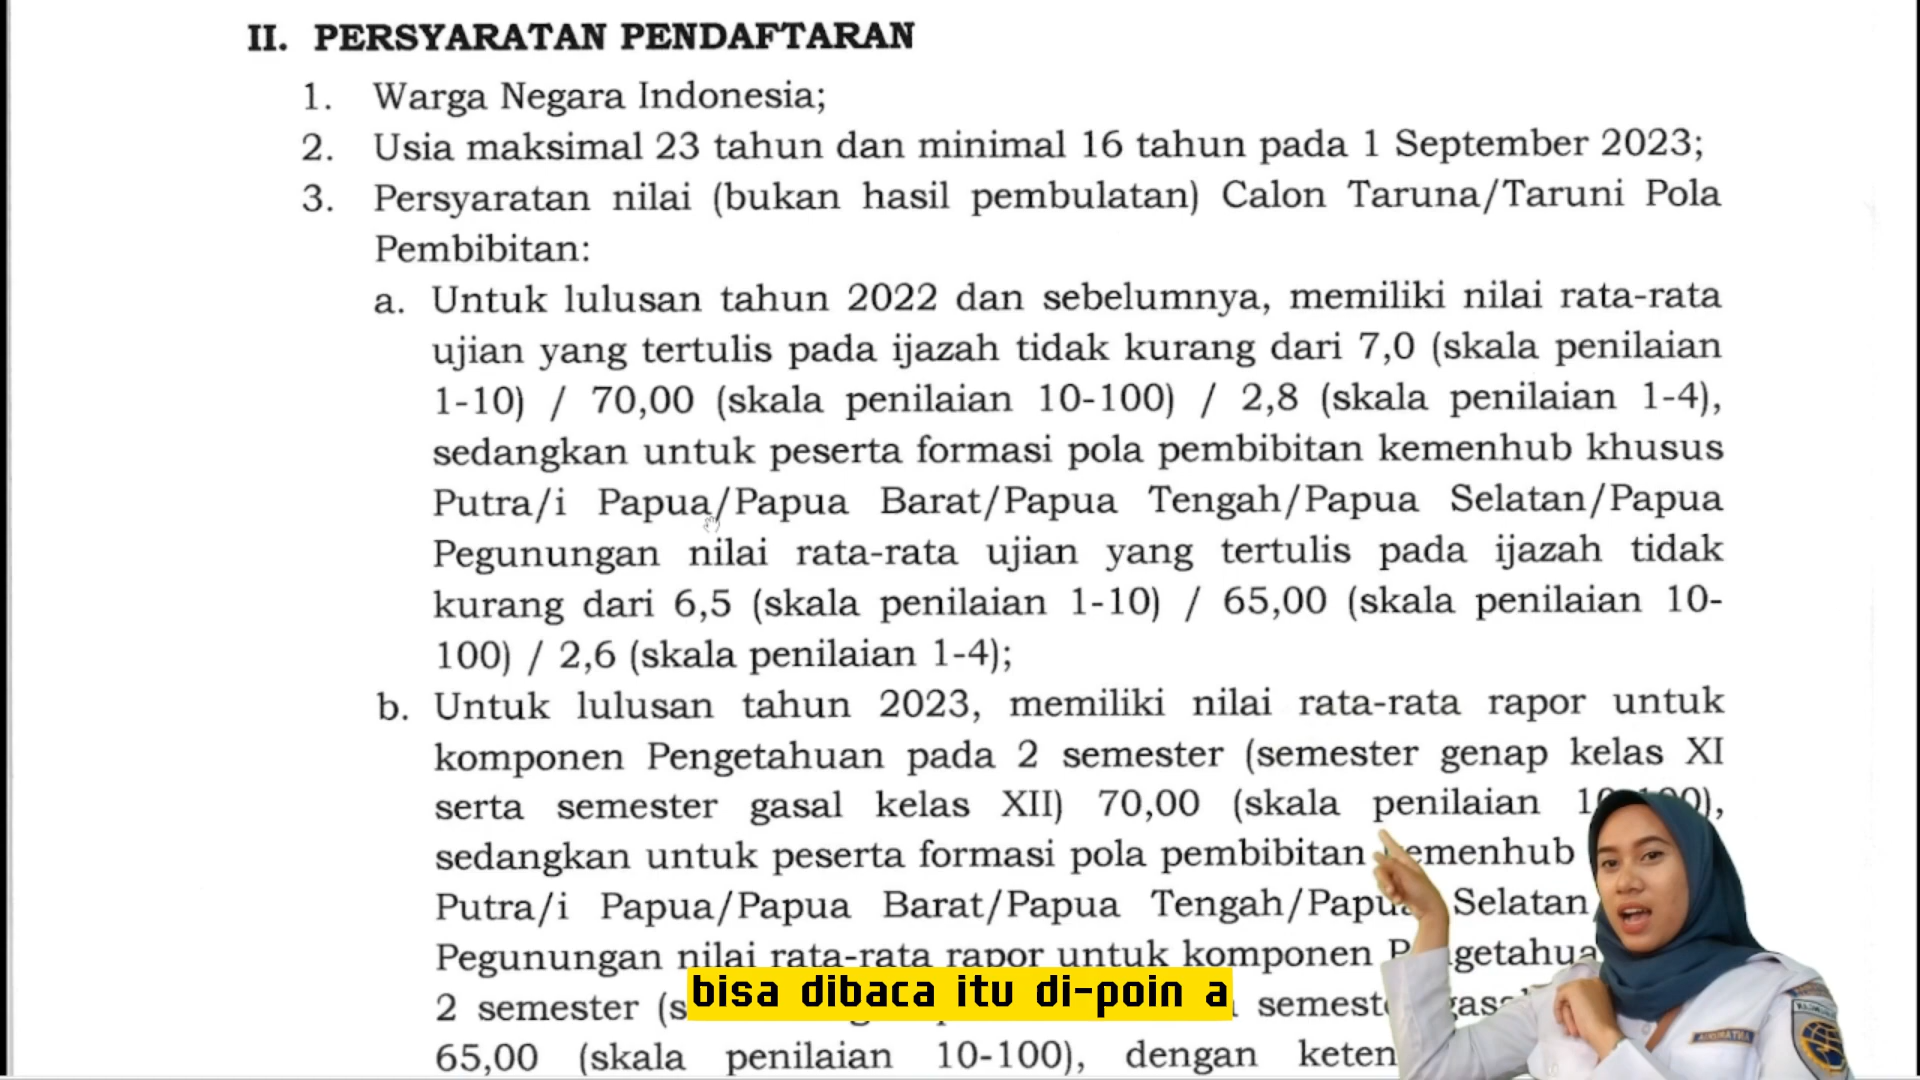 II. PERSYARATAN PENDAFTARAN
1. Warga Negara Indonesia;
2. Usia maksimal 23 tahun dan minimal 16 tahun pada 1 September 2023;
3. Persyaratan nilai (bukan hasil pembulatan) Calon Taruna/Taruni Pola
Pembibitan:
a. Untuk lulusan tahun 2022 dan sebelumnya, memiliki nilai rata-rata
ujian yang tertulis pada ijazah tidak kurang dari 7,0 (skala penilaian
1-10) / 70,00 (skala penilaian 10-100) / 2,8 (skala penilaian 1-4),
sedangkan untuk peserta formasi pola pembibitan kemenhub khusus
Putra/i Papua/Papua Barat/Papua Tengah/Papua Selatan/Papua
Pegunungan nilai rata-rata ujian yang tertulis pada ijazah tidak
kurang dari 6,5 (skala penilaian 1-10) / 65,00 (skala penilaian 10-
100) / 2,6 (skala penilaian 1-4);
b. Untuk lulusan tahun 2023, memiliki nilai rata-rata rapor untuk
komponen Pengetahuan pada 2 semester (semester genap kelas XI
serta semester gasal kelas XII) 70,00 (skala penilaian
sedangkan untuk peserta formasi pola pembibitan
Putra/i Papua/Papua Barat/Papua Tengah/Papua Selatan
Pegunungan nilai rata-rata rapor untuk komponen
2 semester
bisa dibaca itu di-poin a
65,00 (skala penilaian 10-100), dengan